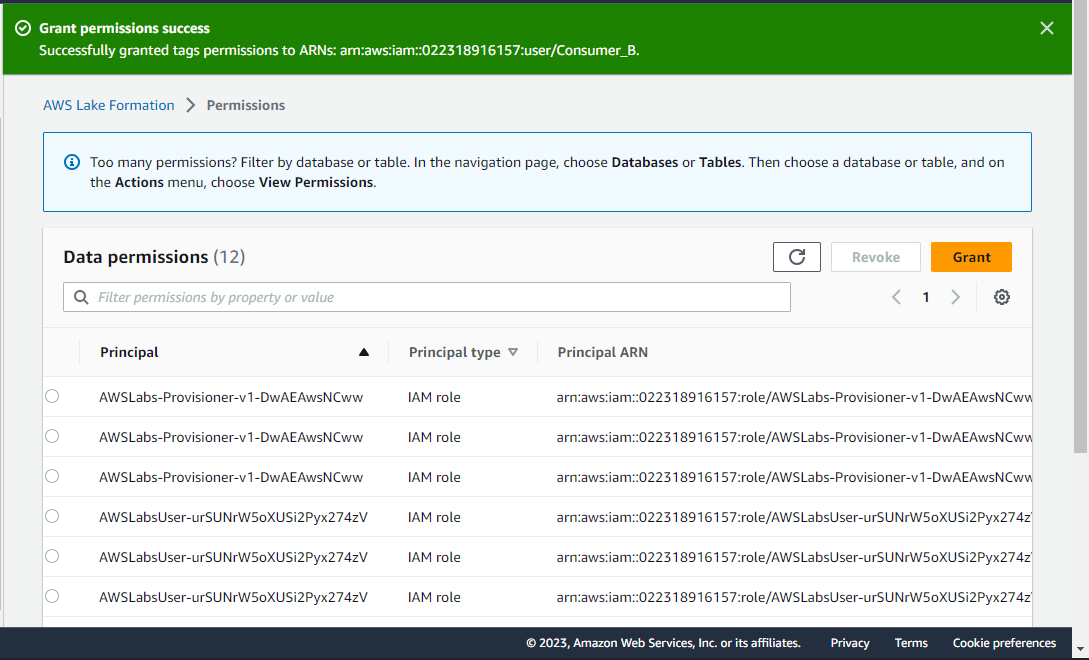 Grant permissions success
Successfully granted tags permissions to ARNs: arn:aws:iam::022318916157:user/Consumer_B.
AWS Lake Formation > Permissions
Too many permissions? Filter by database or table. In the navigation page, choose Databases or Tables. Then choose a database or table, and on
the Actions menu, choose View Permissions.
Data permissions (12)
Revoke
Grant
Filter permissions by property or value
1
Principal Principal type Principal ARN
AWSLabs-Provisioner-v1-DwAEAwsNCww IAM role arn:aws:iam::022318916157:role/AWSLabs-Provisioner-v1-DwAEAwsNCww
AWSLabs-Provisioner-v1-DwAEAwsNCww IAM role arn:aws:iam::022318916157:role/AWSLabs-Provisioner-v1-DwAEAwsNCww
AWSLabs-Provisioner-v1-DwAEAwsNCww IAM role arn:aws:iam::022318916157:role/AWSLabs-Provisioner-v1-DwAEAwsNCww
AWSLabsUser-urSUNrW5oXUSi2Pyx274zV IAM role arn:aws:iam::022318916157:role/AWSLabsUser-urSUNrW5oXUSi2Pyx274z
AWSLabsUser-urSUNrW5oXUSi2Pyx274zV IAM role arn:aws:iam::022318916157:role/AWSLabsUser-urSUNrW5oXUSi2Pyx274z
AWSLabsUser-urSUNrW5oXUSi2Pyx274zV IAM role arn:aws:iam::022318916157:role/AWSLabsUser-urSUNrW5oXUSi2Pyx274z
© 2023, Amazon Web Services, Inc. or its affiliates. Privacy Terms Cookie preferences